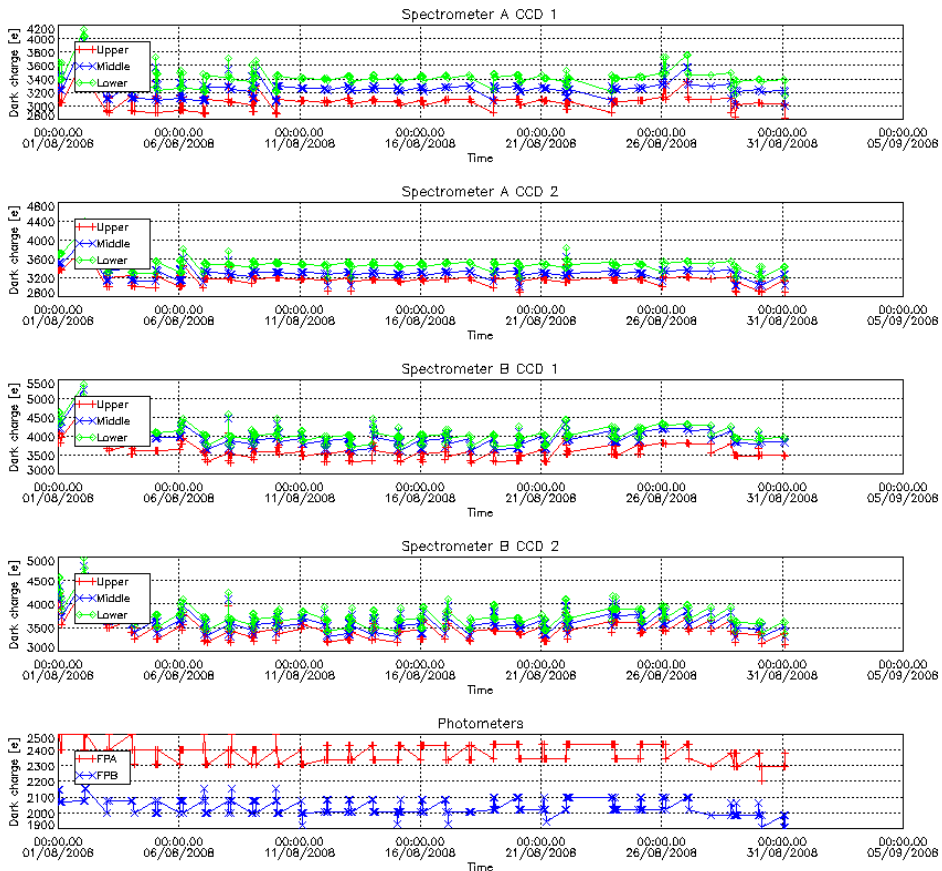 Spectrometer A CCD 1
Dark charge [e]
4200
4000
3800
3600
3400
3200
3000
2800
Upper
Middle
Lower
00:00.00 00:00.00 00:00.00 00:00.00 00:00.00 00:00.00 00:00.00 00:00.00
01/08/2008 06/08/2008 11/08/2008 16/08/2008 21/08/2008 26/08/2008 31/08/2008 05/09/2008
Time
Spectrometer A CCD 2
Dark charge [e]
4800
4400
4000
3600
3200
2800
Upper
Middle
Lower
00:00.00 00:00.00 00:00.00 00:00.00 00:00.00 00:00.00 00:00.00 00:00.00
01/08/2008 06/08/2008 11/08/2008 16/08/2008 21/08/2008 26/08/2008 31/08/2008 05/09/2008
Time
Spectrometer B CCD 1
Dark charge [e]
5500
5000
4500
4000
3500
3000
Upper
Middle
Lower
00:00.00 00:00.00 00:00.00 00:00.00 00:00.00 00:00.00 00:00.00 00:00.00
01/08/2008 06/08/2008 11/08/2008 16/08/2008 21/08/2008 26/08/2008 31/08/2008 05/09/2008
Time
Spectrometer B CCD 2
Dark charge [e]
5000
4500
4000
3500
3000
Upper
Middle
Lower
00:00.00 00:00.00 00:00.00 00:00.00 00:00.00 00:00.00 00:00.00 00:00.00
01/08/2008 06/08/2008 11/08/2008 16/08/2008 21/08/2008 26/08/2008 31/08/2008 05/09/2008
Time
Photometers
Dark charge [e]
2500
2400
2300
2200
2100
2000
1900
FPA
FPB
00:00.00 00:00.00 00:00.00 00:00.00 00:00.00 00:00.00 00:00.00 00:00.00
01/08/2008 06/08/2008 11/08/2008 16/08/2008 21/08/2008 26/08/2008 31/08/2008 05/09/2008
Time